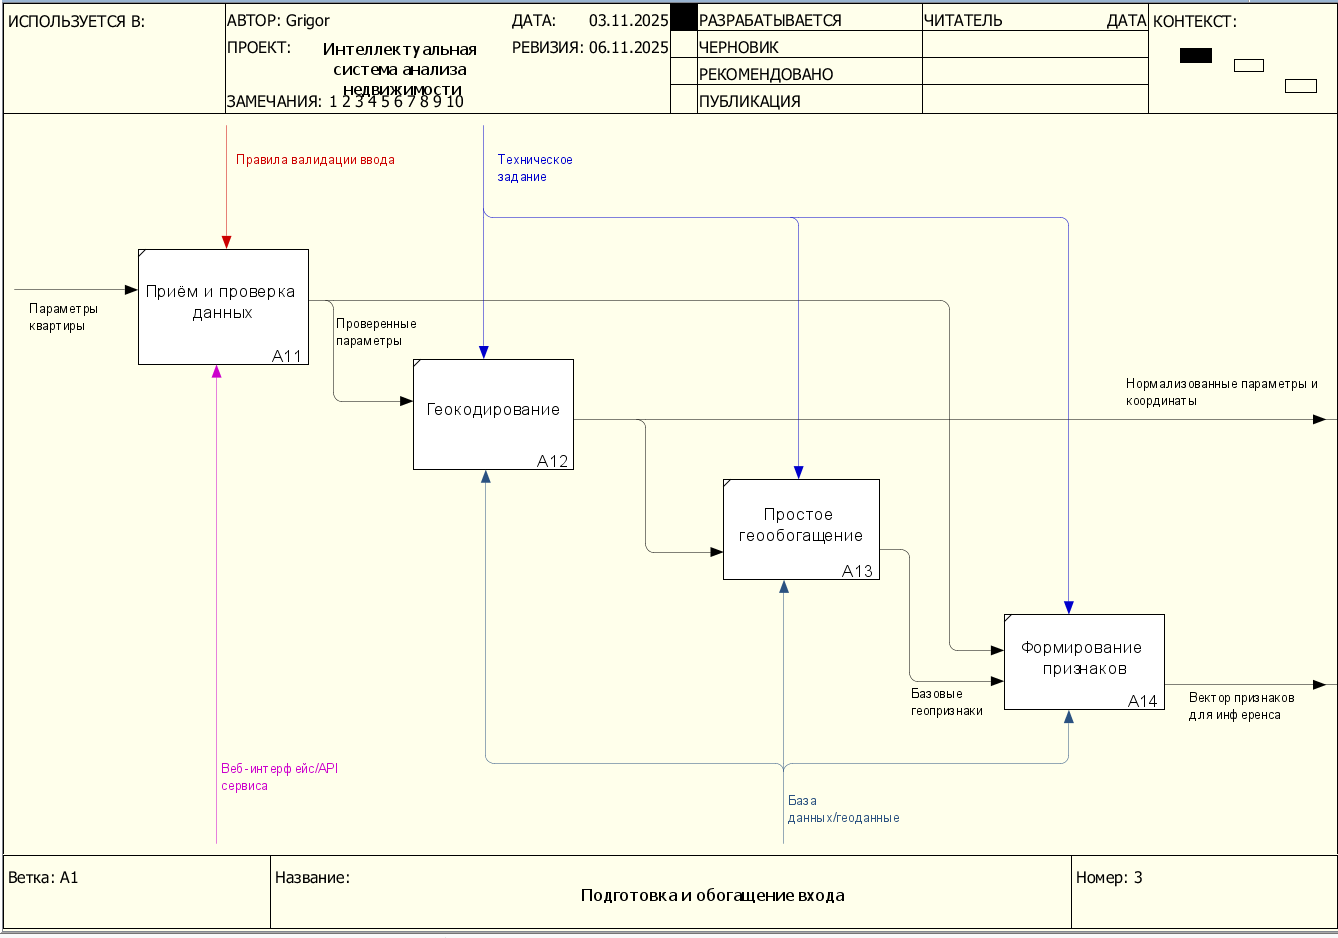 ИСПОЛЬЗУЕТСЯ В:
АВТОР: Grigor
ДАТА: 03.11.2025
ПРОЕКТ: Интеллектуальная
система анализа
недвижимости
РЕВИЗИЯ: 06.11.2025
ЗАМЕЧАНИЯ: 1 2 3 4 5 6 7 8 9 10
РАЗРАБАТЫВАЕТСЯ
ЧЕРНОВИК
РЕКОМЕНДОВАНО
ПУБЛИКАЦИЯ
ЧИТАТЕЛЬ ДАТА
КОНТЕКСТ:
Правила валидации ввода
Техническое
задание
Параметры
квартиры
Приём и проверка
данных
A11
Проверенные
параметры
Геокодирование
A12
Нормализованные параметры и
координаты
Простое
геообогащение
A13
Базовые
геопризнаки
Формирование
признаков
A14
Вектор признаков
для инференса
Веб-интерфейс/API
сервиса
База
данных/геоданные
Ветка: A1
Название:
Подготовка и обогащение входа
Номер: 3